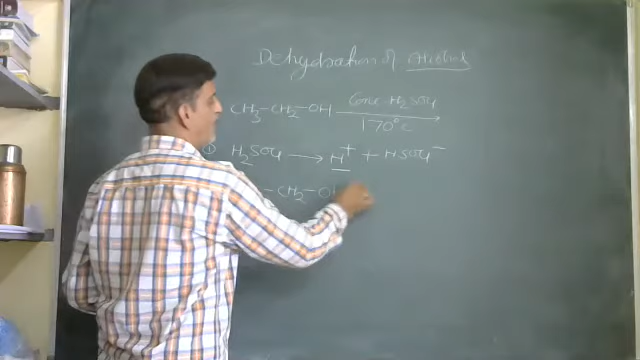 Dehydration of Alcohol
CH3-CH2-OH Conc. H2SO4
170°C
① H2SO4 → H+ + HSO4-
-CH2-OH